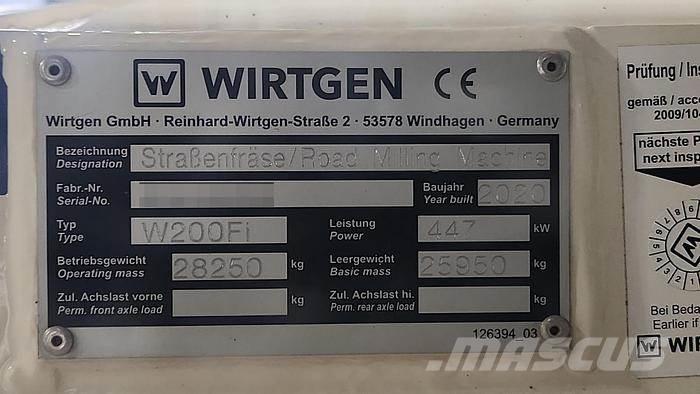 W WIRTGEN CE
Wirtgen GmbH · Reinhard-Wirtgen-Straße 2 · 53578 Windhagen · Germany
Bezeichnung
Designation
Straßenfräse/Road Milling Machine
Fabr.-Nr.
Serial-No.
Baujahr
Year built
2020
Typ
Type
W200Fi
Leistung
Power
447 kW
Betriebsgewicht
Operating mass
28250 kg
Leergewicht
Basic mass
25950 kg
Zul. Achslast vorne
Perm. front axle load
kg
Zul. Achslast hi.
Perm. rear axle load
kg
126394_03
Prüfung / Ins
gemäß / acco
2009/10
nächste P
next insp
Bei Beda
Earlier if
W WIR
MASCUS